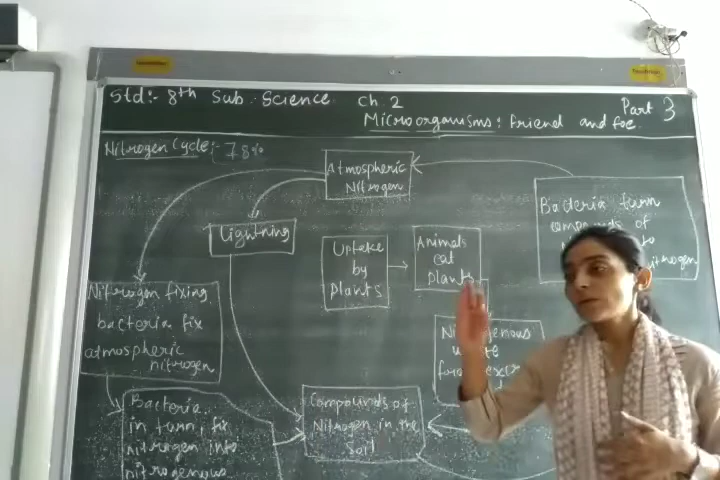 Std:- 8th Sub Science Ch 2 Part 3
Microorganisms: friend and foe
Nitrogen Cycle:- 78%
Atmospheric
Nitrogen
Lightning
Uptake
by
Plants
Animals
eat
plants
Bacteria turn
compounds of
Nitrogen fixing
bacteria fix
atmospheric
nitrogen
Bacteria
in turn, fix
nitrogen into
nitrogenous
Compounds of
Nitrogen in the
Soil